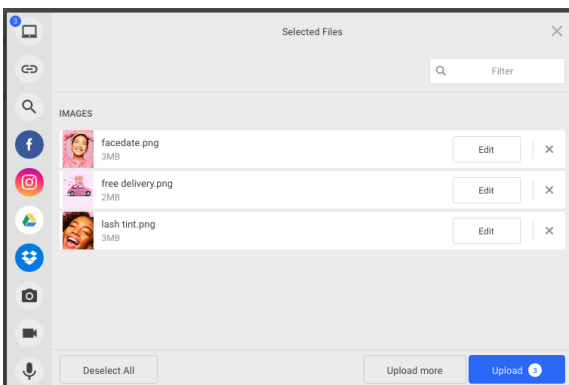 3
Selected Files
Filter
IMAGES
facedate.png
3MB
Edit
free delivery.png
2MB
Edit
lash tint.png
3MB
Edit
Deselect All
Upload more
Upload 3